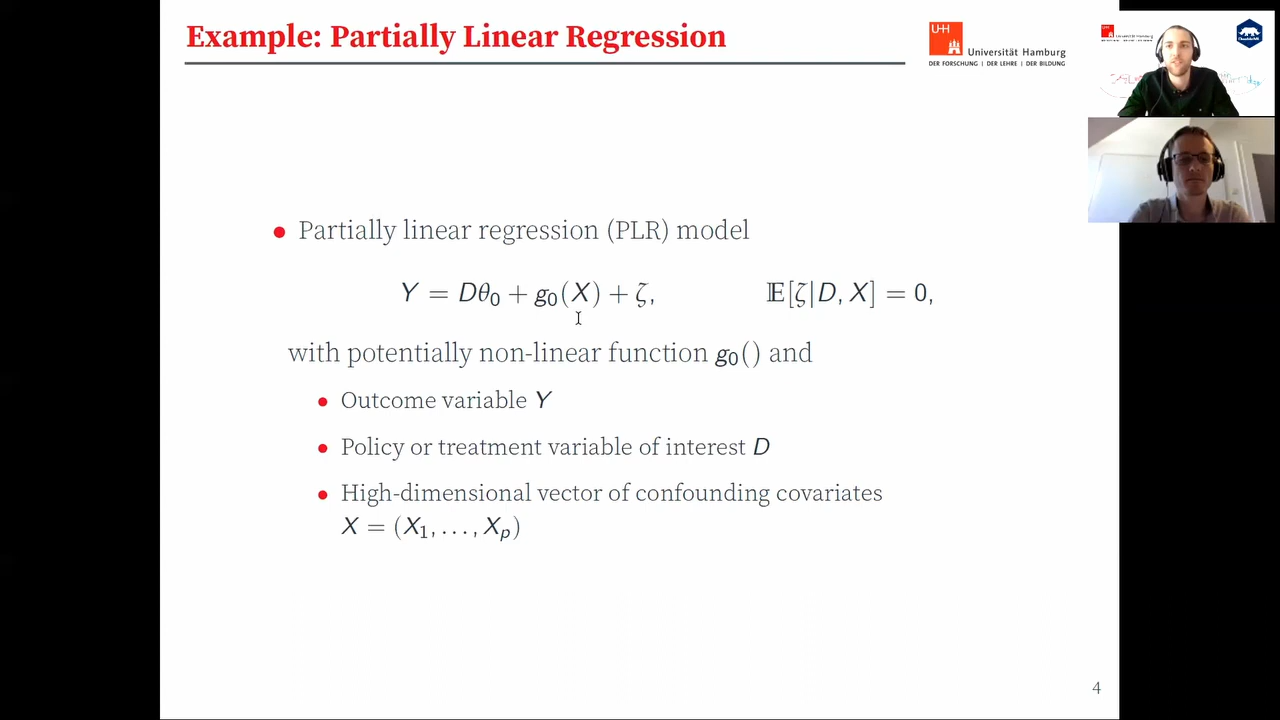 Example: Partially Linear Regression
UH
Universität Hamburg
DER FORSCHUNG | DER LEHRE | DER BILDUNG
• Partially linear regression (PLR) model
Y = Dθ₀ + g₀(X) + ζ, 𝔼[ζ|D, X] = 0,
with potentially non-linear function g₀() and
• Outcome variable Y
• Policy or treatment variable of interest D
• High-dimensional vector of confounding covariates
X = (X₁, . . . , Xₚ)
4